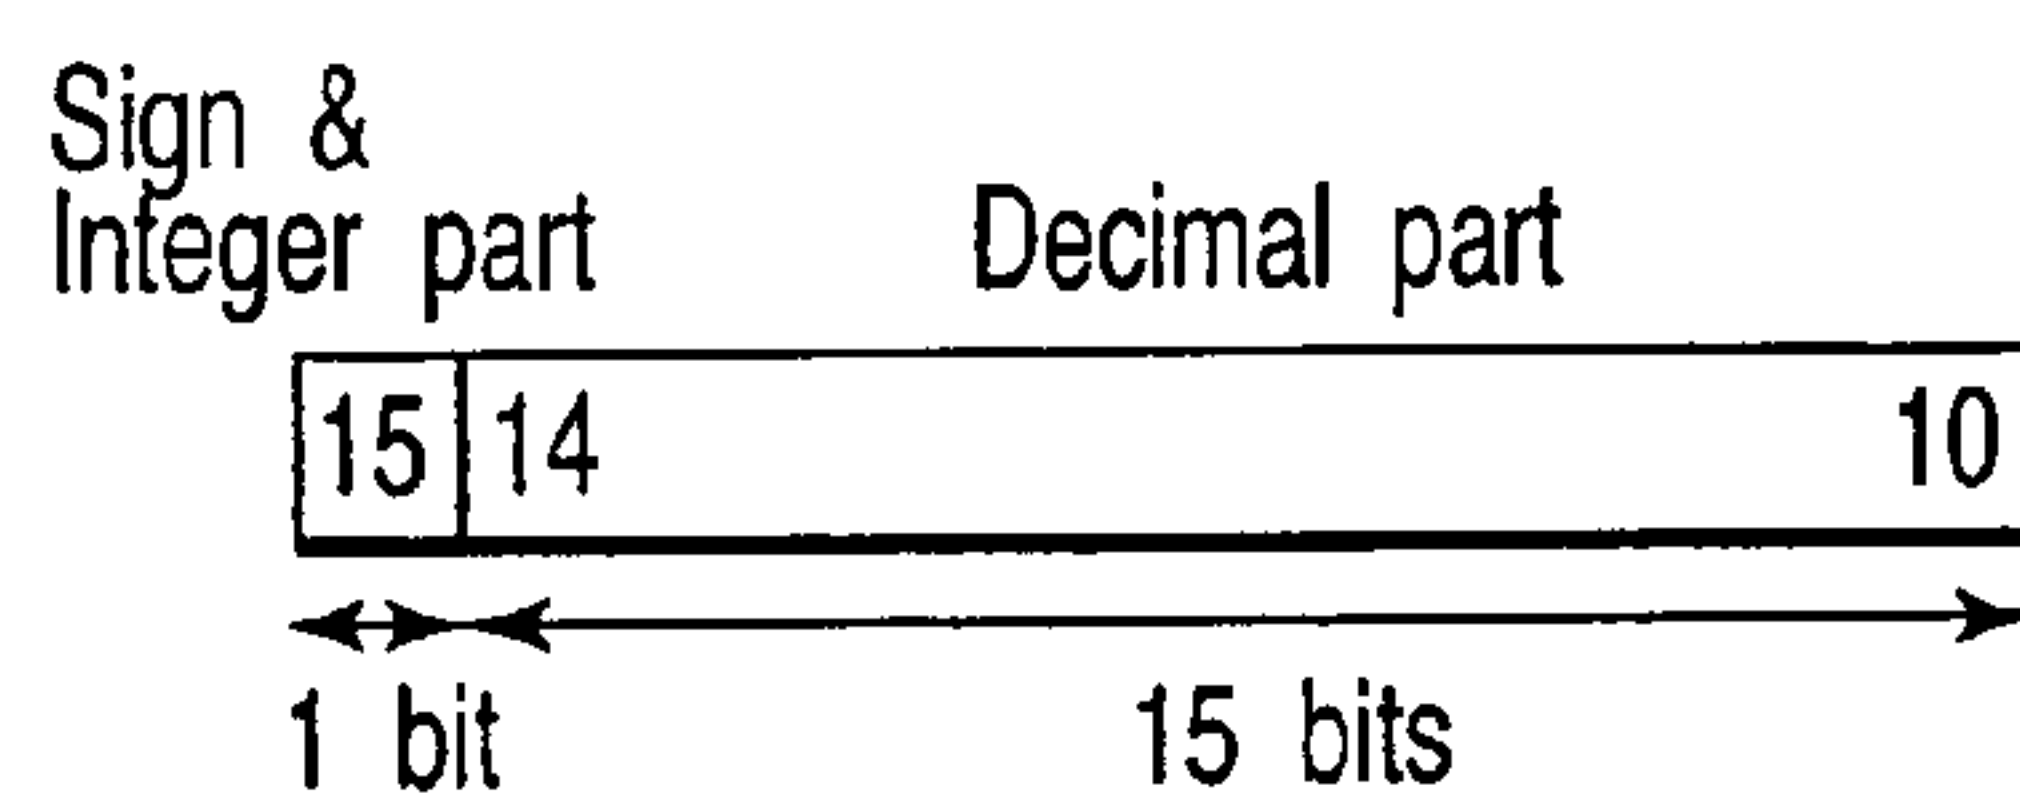 Sign &
Integer part
Decimal part
15 14 10
1 bit 15 bits